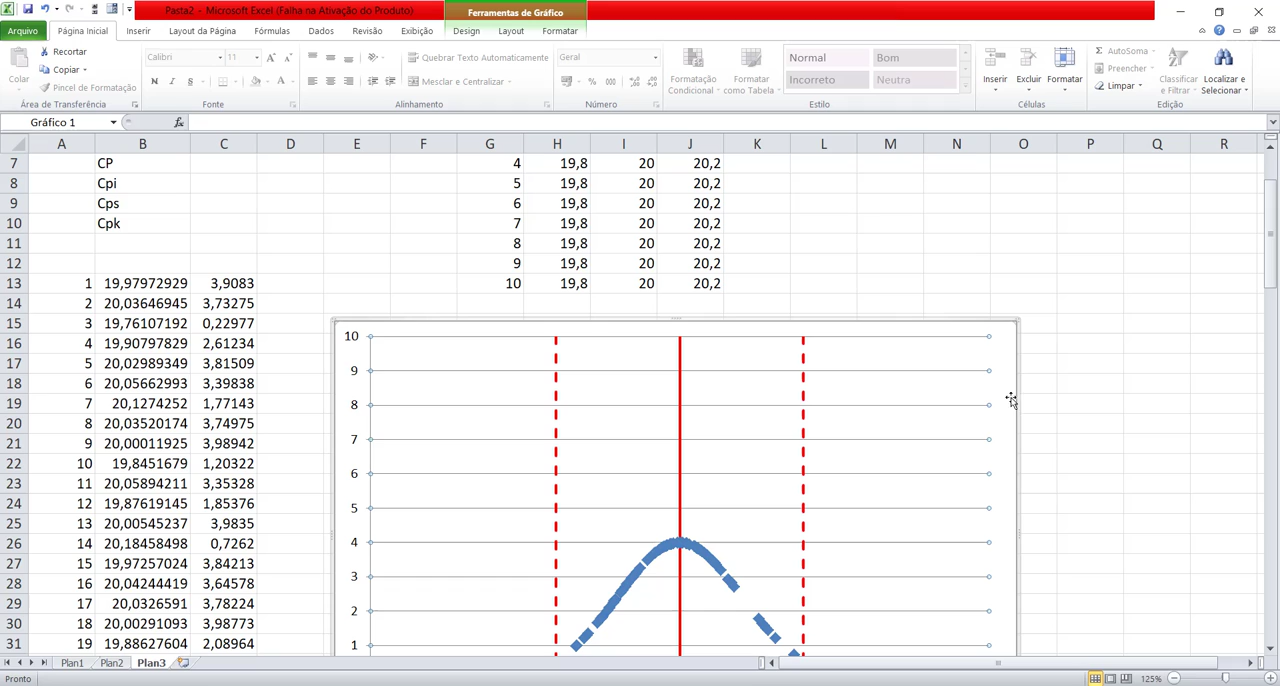 Pasta2 - Microsoft Excel (Falha na Ativação do Produto)
Ferramentas de Gráfico
Arquivo Página Inicial Inserir Layout da Página Fórmulas Dados Revisão Exibição Design Layout Formatar
Colar
Recortar
Copiar
Pincel de Formatação
Área de Transferência
Calibri 11
N I S
Fonte
Quebrar Texto Automaticamente
Mesclar e Centralizar
Alinhamento
Geral
% 000
Número
Formatação Condicional
Formatar como Tabela
Normal Bom
Incorreto Neutra
Estilo
Inserir Excluir Formatar
Células
AutoSoma
Preencher
Limpar
Classificar e Filtrar
Localizar e Selecionar
Edição
Gráfico 1 fx
A B C D E F G H I J K L M N O P Q R
7 CP 4 19,8 20 20,2
8 Cpi 5 19,8 20 20,2
9 Cps 6 19,8 20 20,2
10 Cpk 7 19,8 20 20,2
11 8 19,8 20 20,2
12 9 19,8 20 20,2
13 1 19,97972929 3,9083 10 19,8 20 20,2
14 2 20,03646945 3,73275
15 3 19,76107192 0,22977
16 4 19,90797829 2,61234
17 5 20,02989349 3,81509
18 6 20,05662993 3,39838
19 7 20,1274252 1,77143
20 8 20,03520174 3,74975
21 9 20,00011925 3,98942
22 10 19,8451679 1,20322
23 11 20,05894211 3,35328
24 12 19,87619145 1,85376
25 13 20,00545237 3,9835
26 14 20,18458498 0,7262
27 15 19,97257024 3,84213
28 16 20,04244419 3,64578
29 17 20,0326591 3,78224
30 18 20,00291093 3,98773
31 19 19,88627604 2,08964
10
9
8
7
6
5
4
3
2
1
Plan1 Plan2 Plan3
Pronto 125%